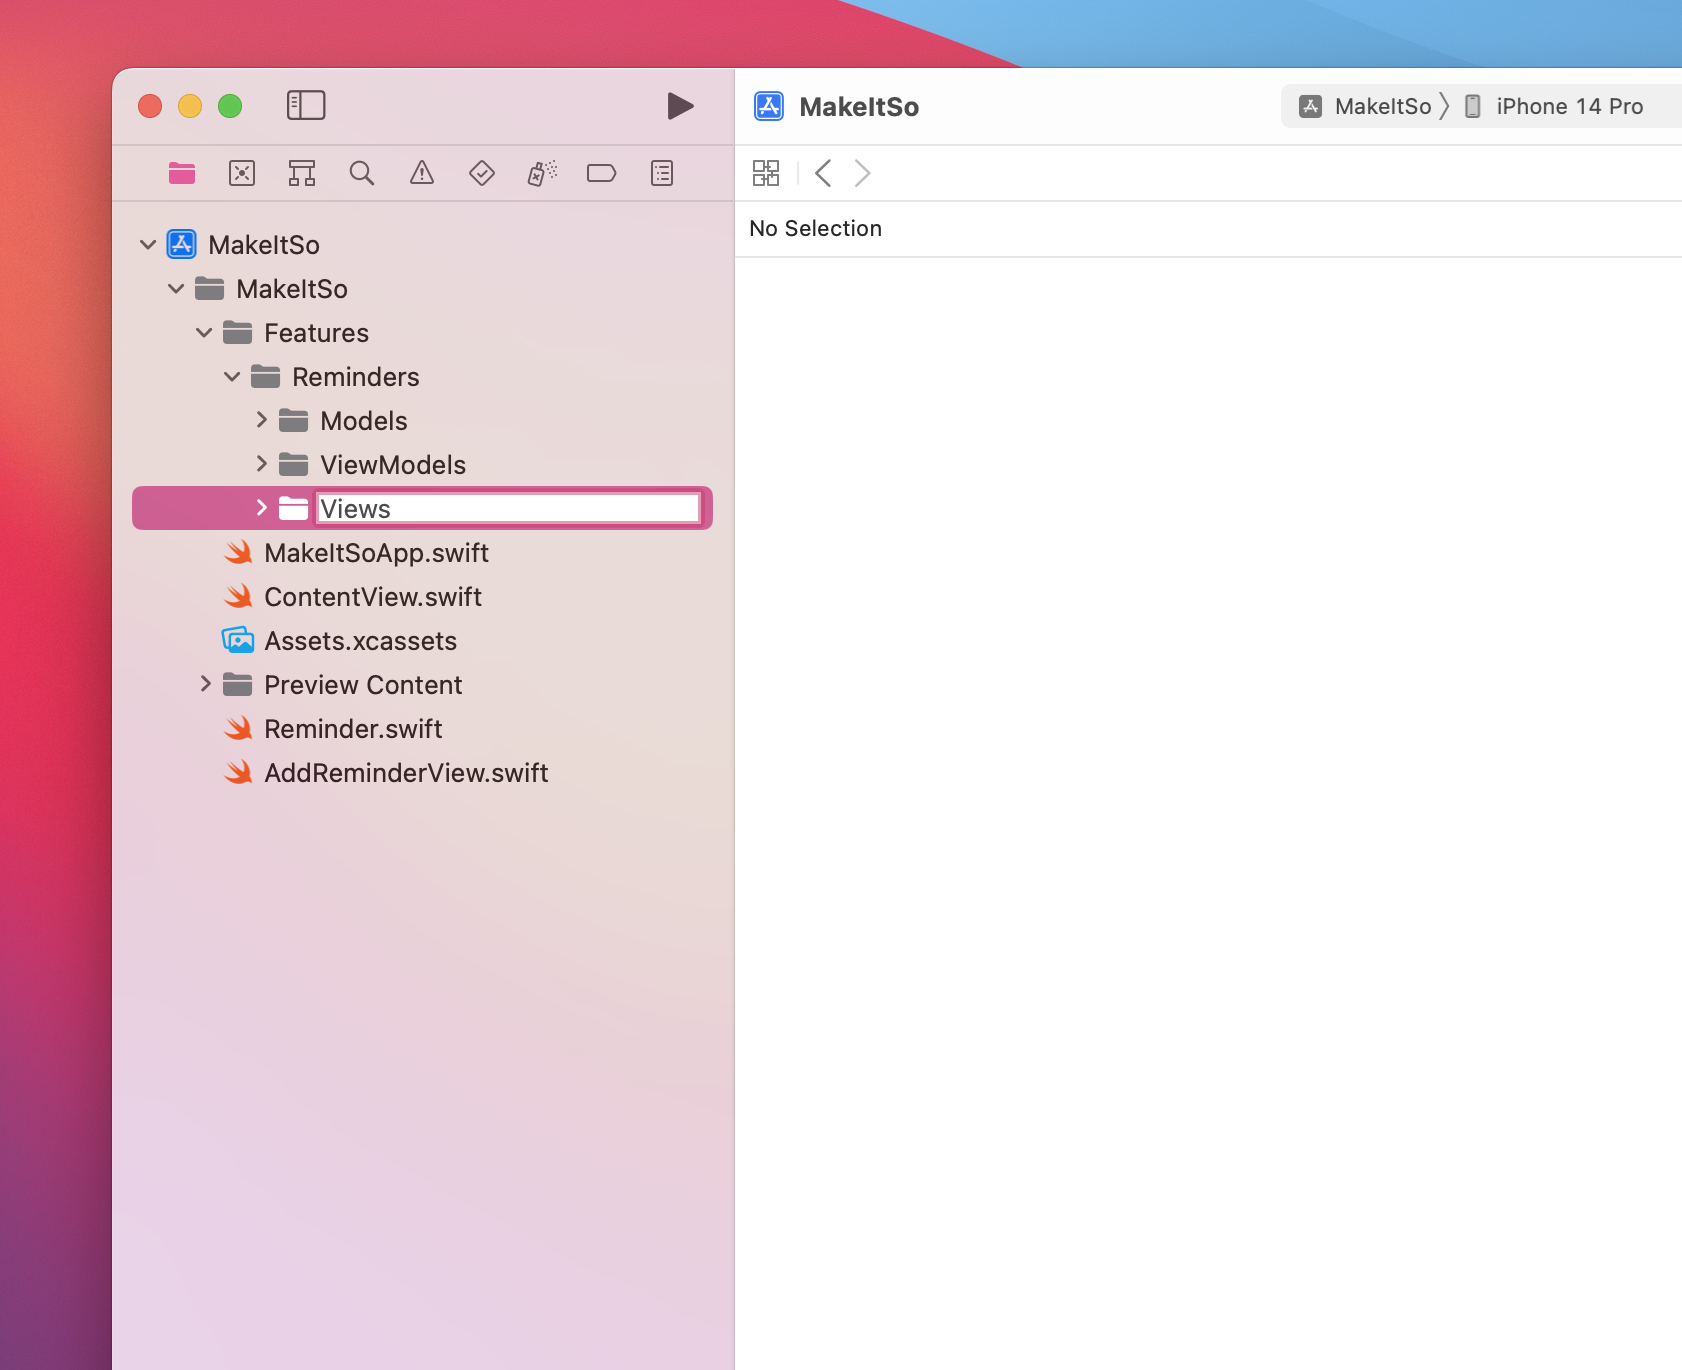 MakeItSo
MakeItSo
iPhone 14 Pro
No Selection
MakeItSo
MakeItSo
Features
Reminders
Models
ViewModels
Views
MakeItSoApp.swift
ContentView.swift
Assets.xcassets
Preview Content
Reminder.swift
AddReminderView.swift